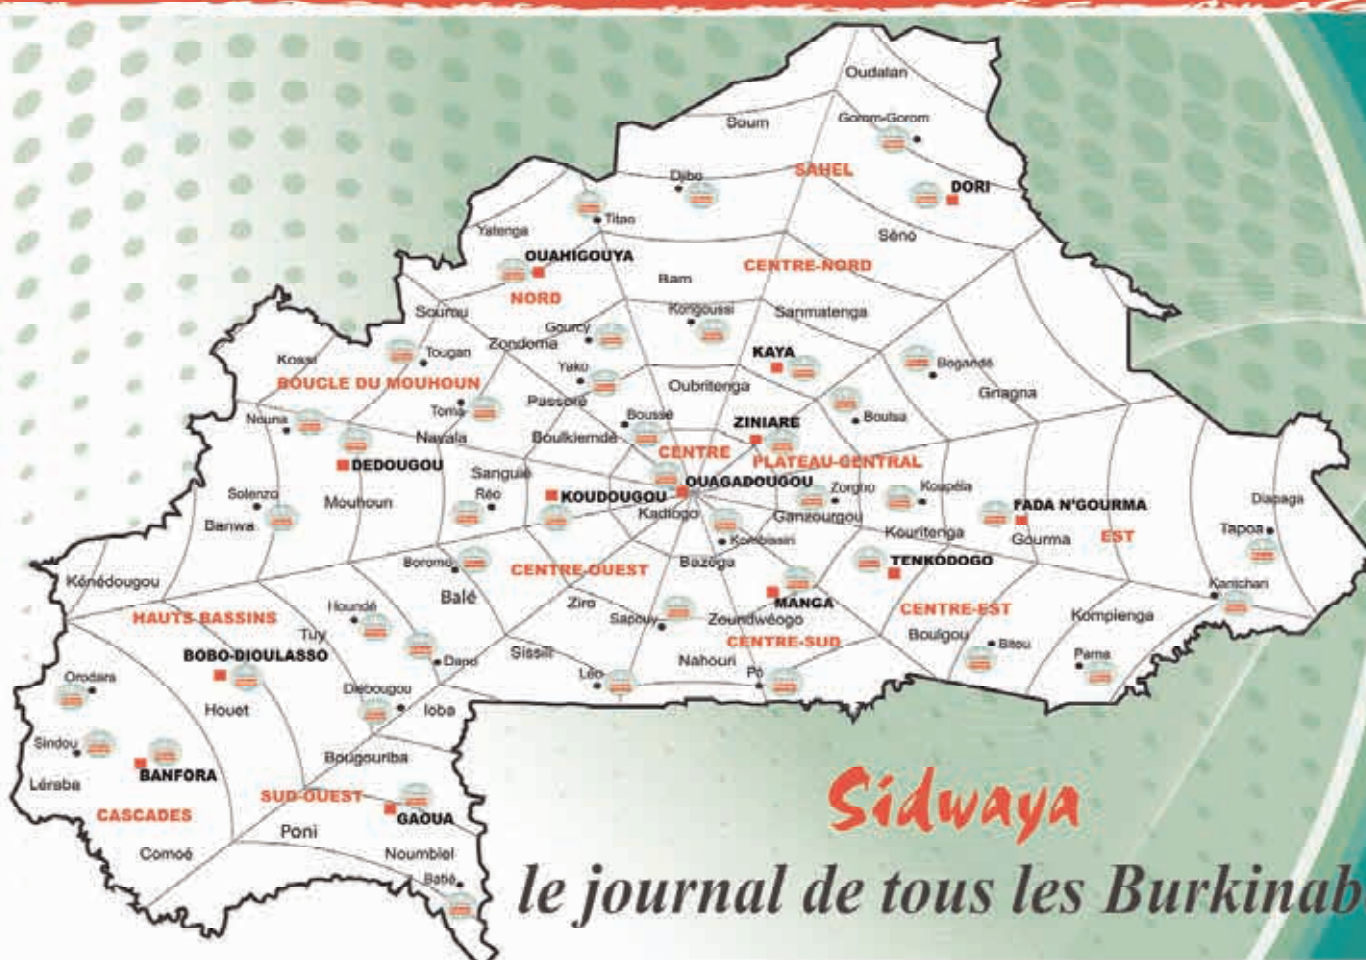 Oudalan
Soum
Gorom-Gorom
SAHEL
Djibo
DORI
Titao
Yatenga
Séno
OUAHIGOUYA
CENTRE-NORD
Bam
NORD
Sourou
Kongoussi
Sanmatenga
Gourcy
Zondoma
Tougan
KAYA
Kossi
Bogandé
Yako
BOUCLE DU MOUHOUN
Oubritenga
Gnagna
Passoré
Toma
Boussé
Boutsa
Nouna
ZINIARE
Nayala
Boulkiemdé
CENTRE
PLATEAU-CENTRAL
DEDOUGOU
Sanguié
OUAGADOUGOU
Solenzo
Réo
KOUDOUGOU
Zorgho
Koupéla
Diapaga
Mouhoun
FADA N'GOURMA
Banwa
Kadiogo
Ganzourgou
Kouritenga
Gourma
EST
Tapoa
Kombissiri
Boromo
CENTRE-OUEST
Bazéga
TENKODOGO
Kénédougou
Kantchari
Balé
Ziro
MANGA
CENTRE-EST
Houndé
HAUTS-BASSINS
Sapouy
Zoundwéogo
Kompienga
Tuy
Boulgou
CENTRE-SUD
Bitou
BOBO-DIOULASSO
Sissili
Dano
Nahouri
Pama
Orodara
Léo
Pô
Diébougou
Houet
Ioba
Sindou
Bougouriba
BANFORA
Léraba
SUD-OUEST
CASCADES
GAOUA
Poni
Comoé
Noumbiel
Batié
Sidwaya
le journal de tous les Burkinab